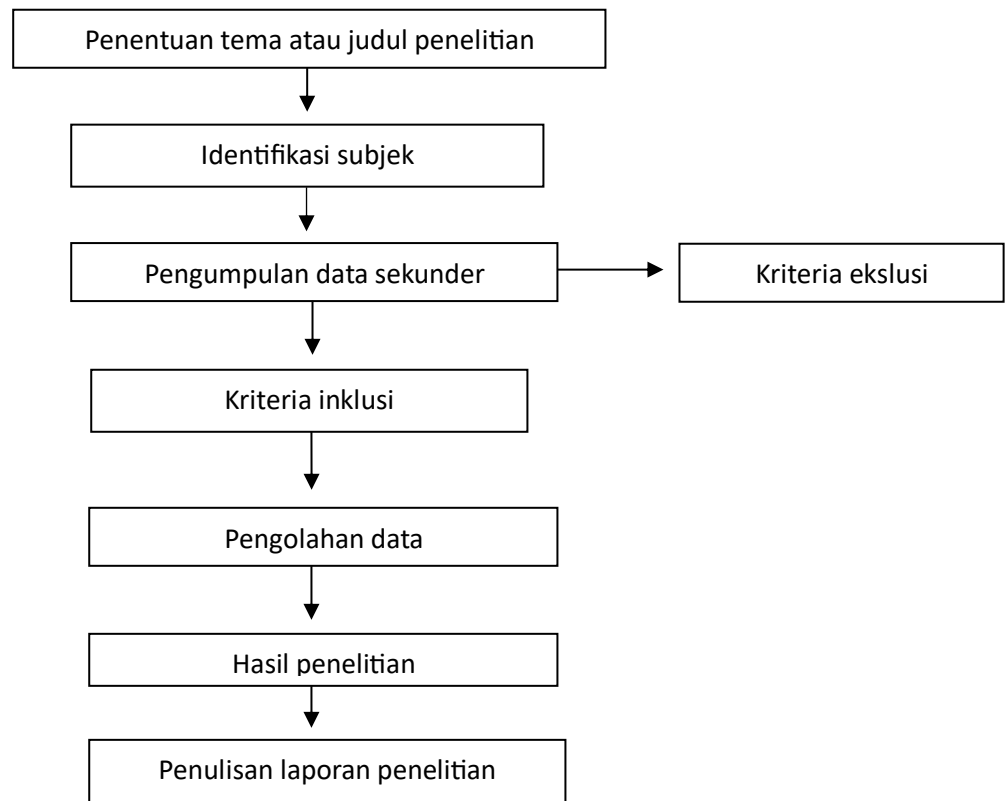 Penentuan tema atau judul penelitian
Identifikasi subjek
Pengumpulan data sekunder
Kriteria ekslusi
Kriteria inklusi
Pengolahan data
Hasil penelitian
Penulisan laporan penelitian